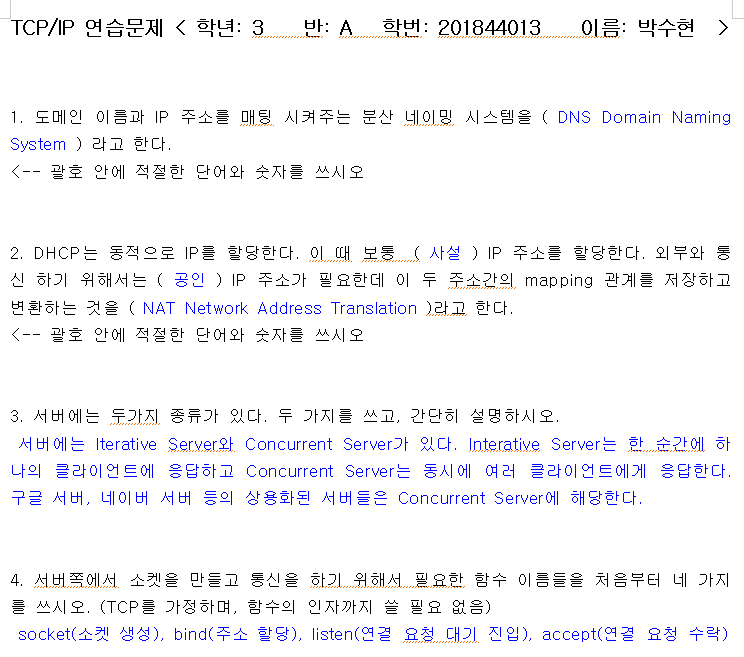 TCP/IP 연습문제 < 학년: 3 반: A 학번: 201844013 이름: 박수현 >
1. 도메인 이름과 IP 주소를 매팅 시켜주는 분산 네이밍 시스템을 ( DNS Domain Naming
System ) 라고 한다.
<-- 괄호 안에 적절한 단어와 숫자를 쓰시오
2. DHCP는 동적으로 IP를 할당한다. 이 때 보통 ( 사설 ) IP 주소를 할당한다. 외부와 통
신 하기 위해서는 ( 공인 ) IP 주소가 필요한데 이 두 주소간의 mapping 관계를 저장하고
변환하는 것을 ( NAT Network Address Translation )라고 한다.
<-- 괄호 안에 적절한 단어와 숫자를 쓰시오
3. 서버에는 두가지 종류가 있다. 두 가지를 쓰고, 간단히 설명하시오.
서버에는 Iterative Server와 Concurrent Server가 있다. Interative Server는 한 순간에 하
나의 클라이언트에 응답하고 Concurrent Server는 동시에 여러 클라이언트에게 응답한다.
구글 서버, 네이버 서버 등의 상용화된 서버들은 Concurrent Server에 해당한다.
4. 서버쪽에서 소켓을 만들고 통신을 하기 위해서 필요한 함수 이름들을 처음부터 네 가지
를 쓰시오. (TCP를 가정하며, 함수의 인자까지 쓸 필요 없음)
socket(소켓 생성), bind(주소 할당), listen(연결 요청 대기 진입), accept(연결 요청 수락)